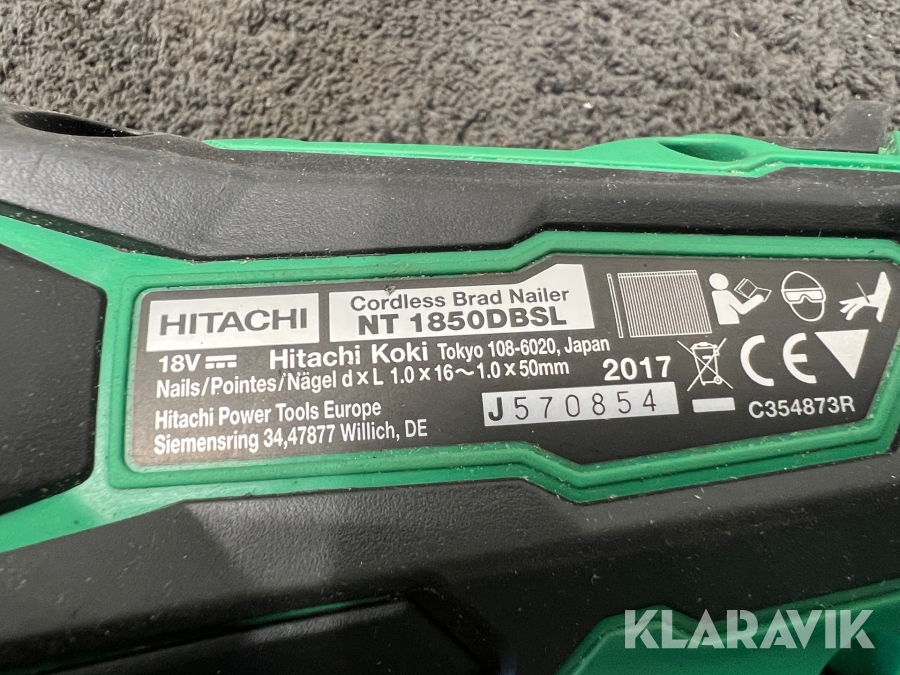 HITACHI
Cordless Brad Nailer
NT 1850DBSL
18V
Hitachi Koki Tokyo 108-6020, Japan
Nails/Pointes/Nägel d x L 1.0 x 16～1.0 x 50mm
2017
Hitachi Power Tools Europe
Siemensring 34,47877 Willich, DE
J570854
CE
C354873R
KLARAVIK